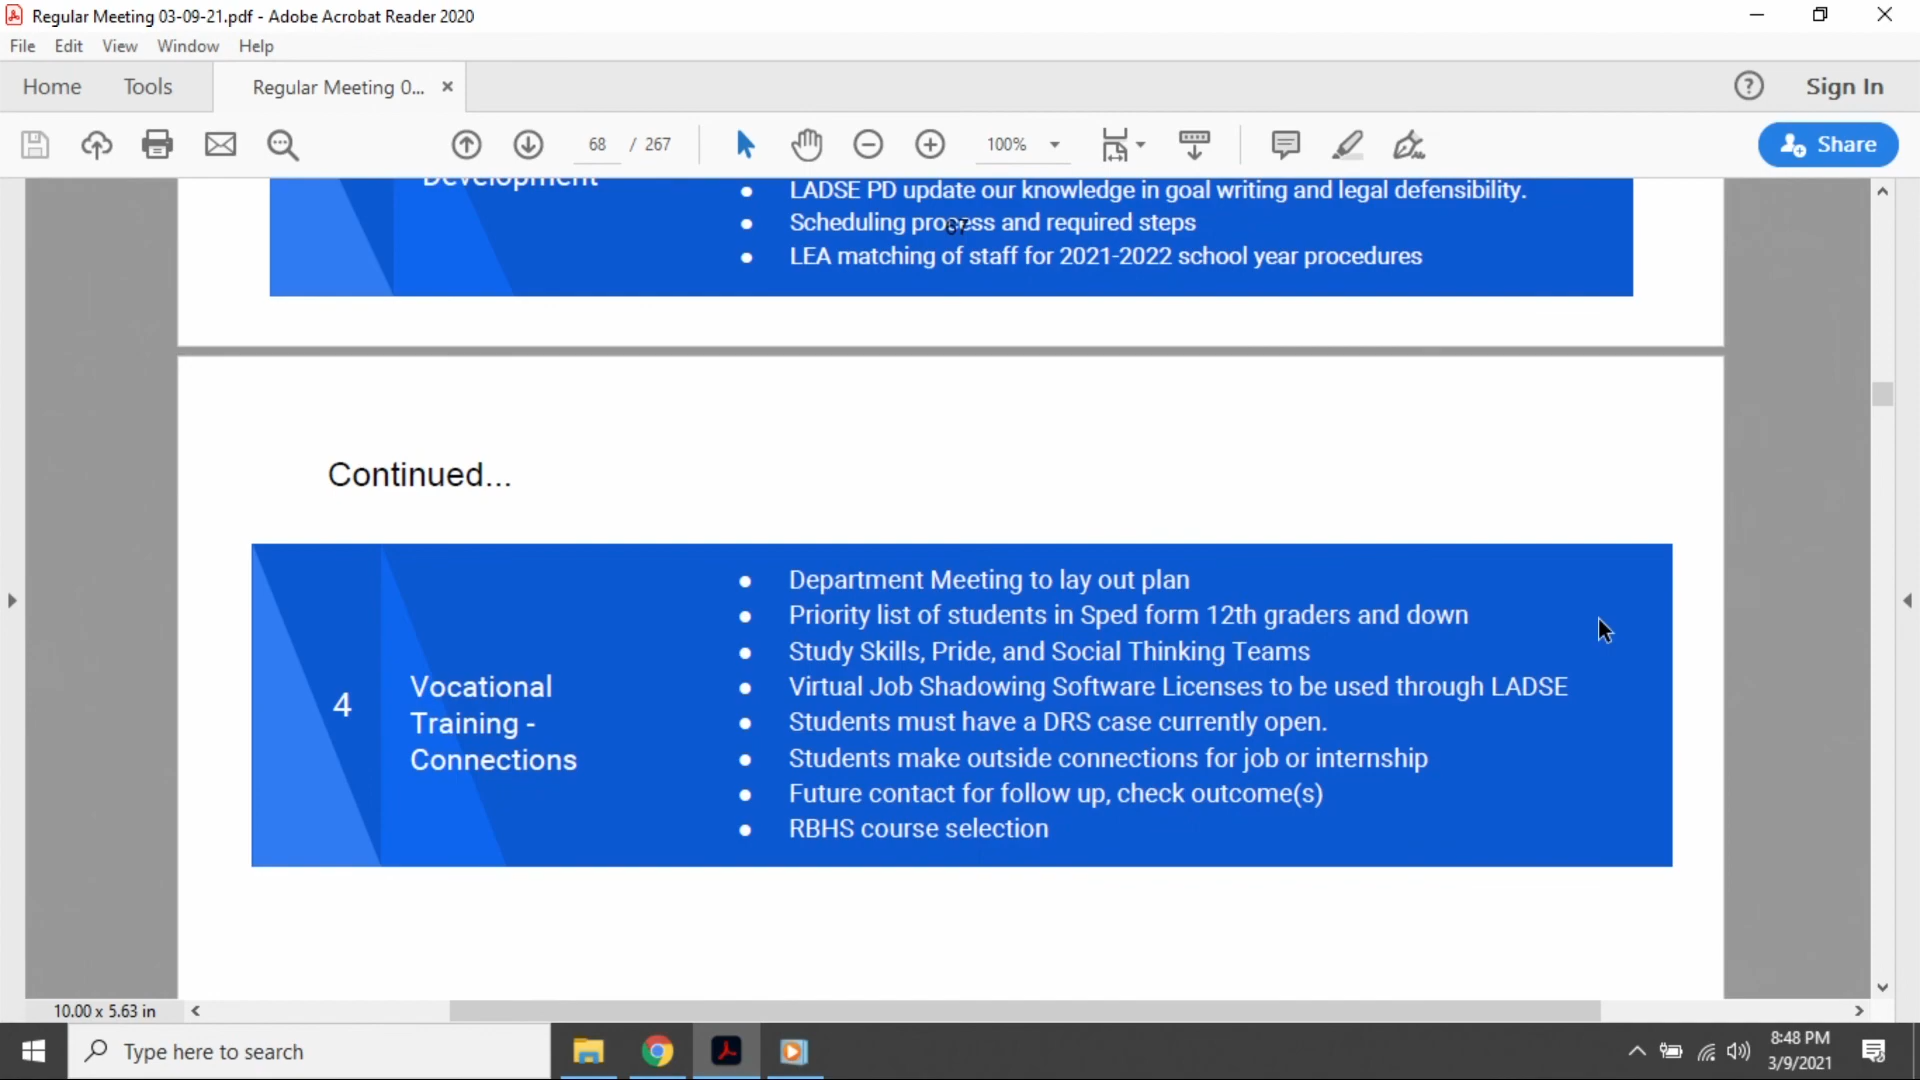 Regular Meeting 03-09-21.pdf - Adobe Acrobat Reader 2020
File Edit View Window Help
Home Tools Regular Meeting 0... × ? Sign In
68 / 267 100% Share
Development
LADSE PD update our knowledge in goal writing and legal defensibility.
Scheduling process and required steps
67
LEA matching of staff for 2021-2022 school year procedures
Continued...
4
Vocational
Training -
Connections
Department Meeting to lay out plan
Priority list of students in Sped form 12th graders and down
Study Skills, Pride, and Social Thinking Teams
Virtual Job Shadowing Software Licenses to be used through LADSE
Students must have a DRS case currently open.
Students make outside connections for job or internship
Future contact for follow up, check outcome(s)
RBHS course selection
10.00 x 5.63 in
Type here to search
8:48 PM
3/9/2021